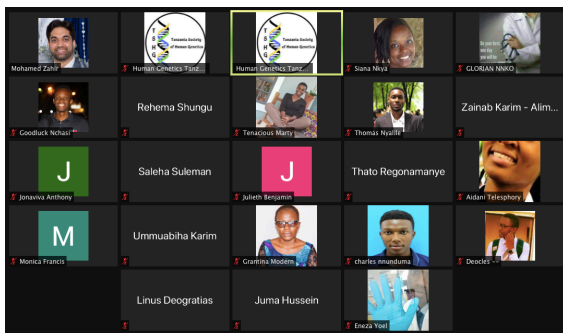 Mohamed Zahir
Tanzania Society
of Human Genetics
Human Genetics Tanz...
Tanzania Society
of Human Genetics
Human Genetics Tanz...
Siana Nkya
GLORIAN NNKO
Goodluck Nchasi
Rehema Shungu
Tenacious Marty
Thomas Nyalile
Zainab Karim - Alim...
J
Jonaviva Anthony
Saleha Suleman
J
Julieth Benjamin
Thato Regonamanye
Aidani Telesphory
M
Monica Francis
Ummuabiha Karim
Grantina Modern
charles nnunduma
Deocles --
Linus Deogratias
Juma Hussein
Eneza Yoel